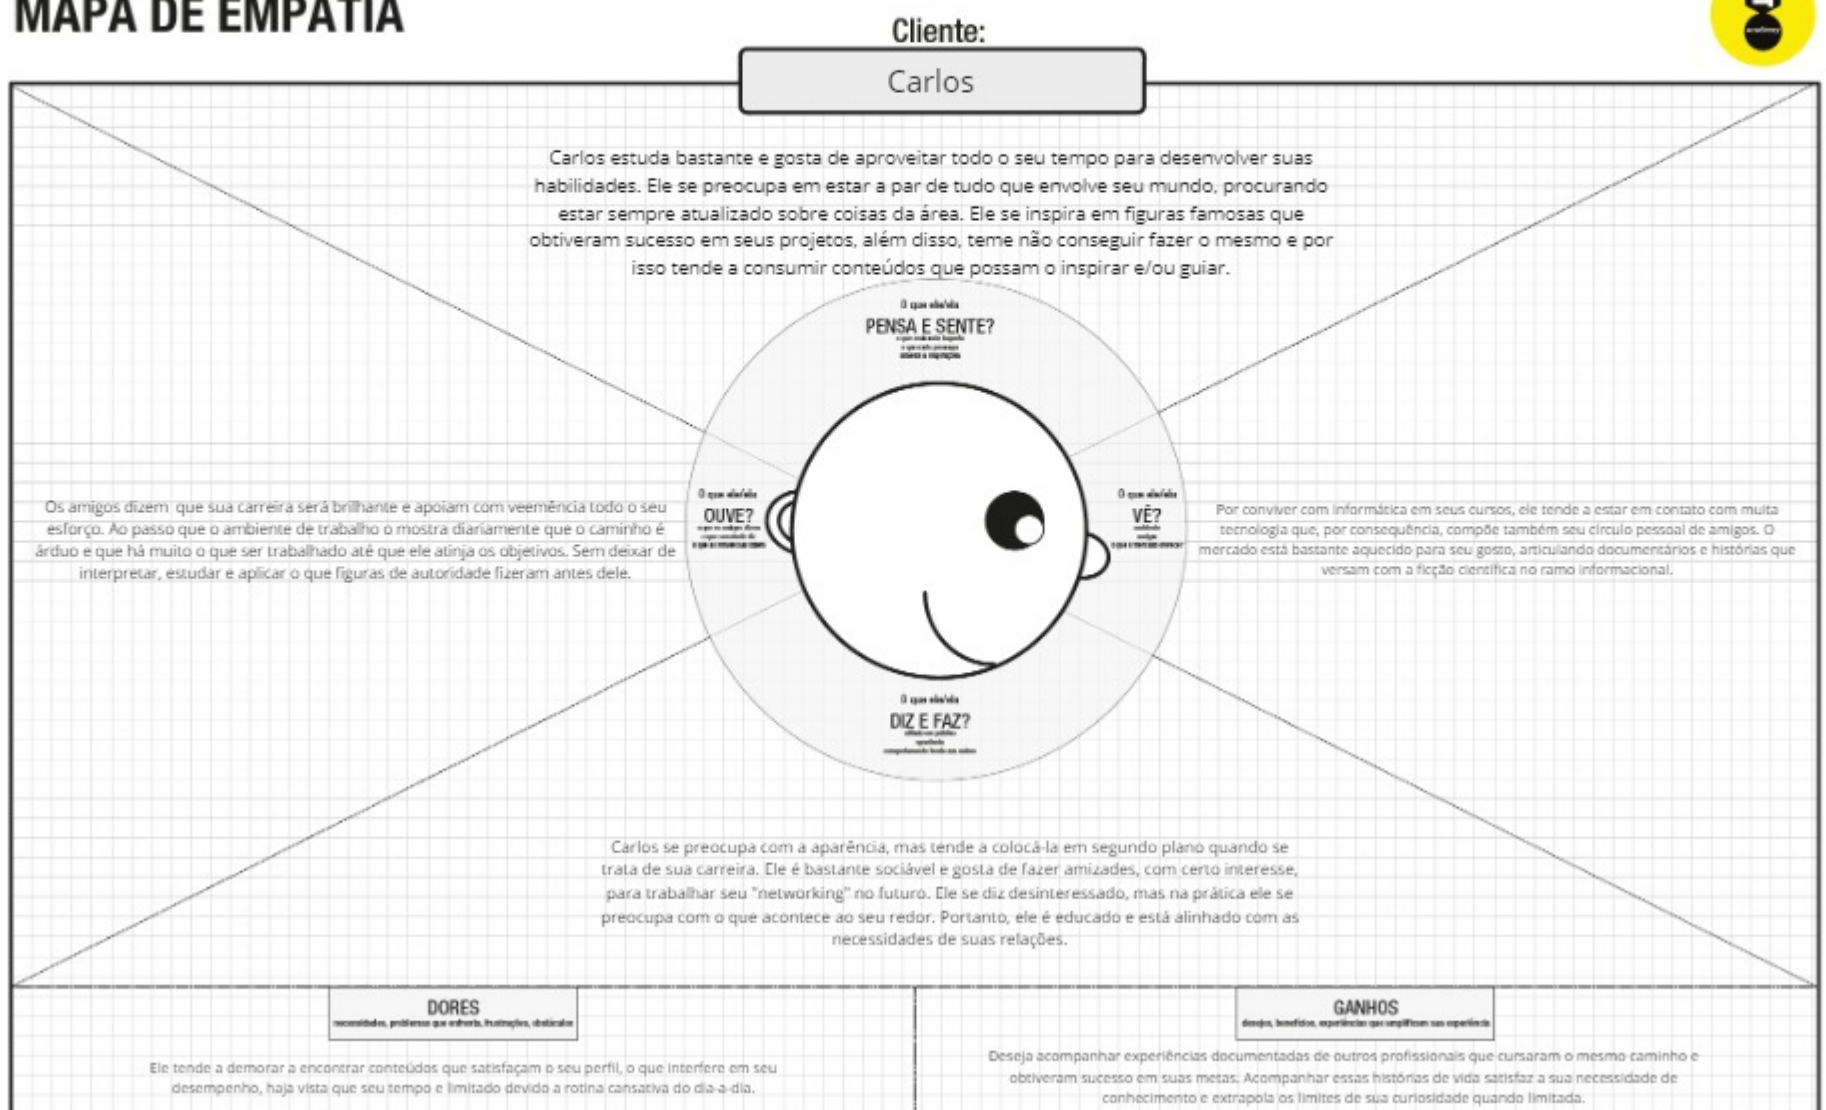 MAPA DE EMPATIA
Cliente:
academy
Carlos
Carlos estuda bastante e gosta de aproveitar todo o seu tempo para desenvolver suas
habilidades. Ele se preocupa em estar a par de tudo que envolve seu mundo, procurando
estar sempre atualizado sobre coisas da área. Ele se inspira em figuras famosas que
obtiveram sucesso em seus projetos, além disso, teme não conseguir fazer o mesmo e por
isso tende a consumir conteúdos que possam o inspirar e/ou guiar.
O que ele/ela
PENSA E SENTE?
Os amigos dizem que sua carreira será brilhante e apoiam com veemência todo o seu
esforço. Ao passo que o ambiente de trabalho o mostra diariamente que o caminho é
árduo e que há muito o que ser trabalhado até que ele atinja os objetivos. Sem deixar de
interpretar, estudar e aplicar o que figuras de autoridade fizeram antes dele.
O que ele/ela
OUVE?
O que ele/ela
VÊ?
Por conviver com informática em seus cursos, ele tende a estar em contato com muita
tecnologia que, por consequência, compõe também seu círculo pessoal de amigos. O
mercado está bastante aquecido para seu gosto, articulando documentários e histórias que
versam com a ficção científica no ramo informacional.
O que ele/ela
DIZ E FAZ?
Carlos se preocupa com a aparência, mas tende a colocá-la em segundo plano quando se
trata de sua carreira. Ele é bastante sociável e gosta de fazer amizades, com certo interesse,
para trabalhar seu "networking" no futuro. Ele se diz desinteressado, mas na prática ele se
preocupa com o que acontece ao seu redor. Portanto, ele é educado e está alinhado com as
necessidades de suas relações.
DORES
necessidades, problemas que enfrenta, frustrações, obstáculos
Ele tende a demorar a encontrar conteúdos que satisfaçam o seu perfil, o que interfere em seu
desempenho, haja vista que seu tempo e limitado devido a rotina cansativa do dia-a-dia.
GANHOS
desejos, benefícios, experiências que amplificam sua experiência
Deseja acompanhar experiências documentadas de outros profissionais que cursaram o mesmo caminho e
obtiveram sucesso em suas metas. Acompanhar essas histórias de vida satisfaz a sua necessidade de
conhecimento e extrapola os limites de sua curiosidade quando limitada.